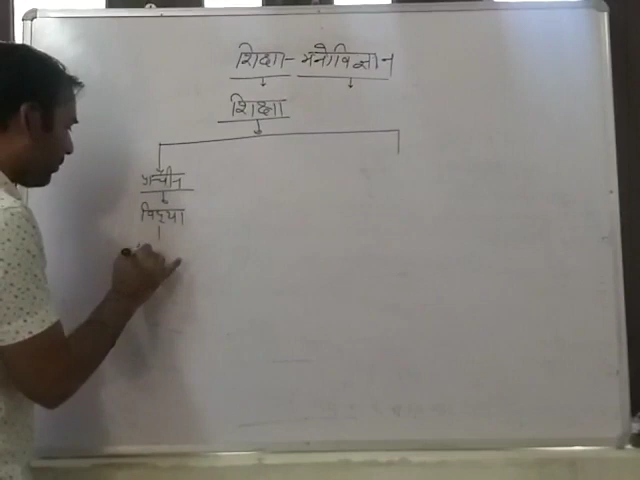 शिक्षा - मनोविज्ञान
शिक्षा
प्राचीन
विद्या